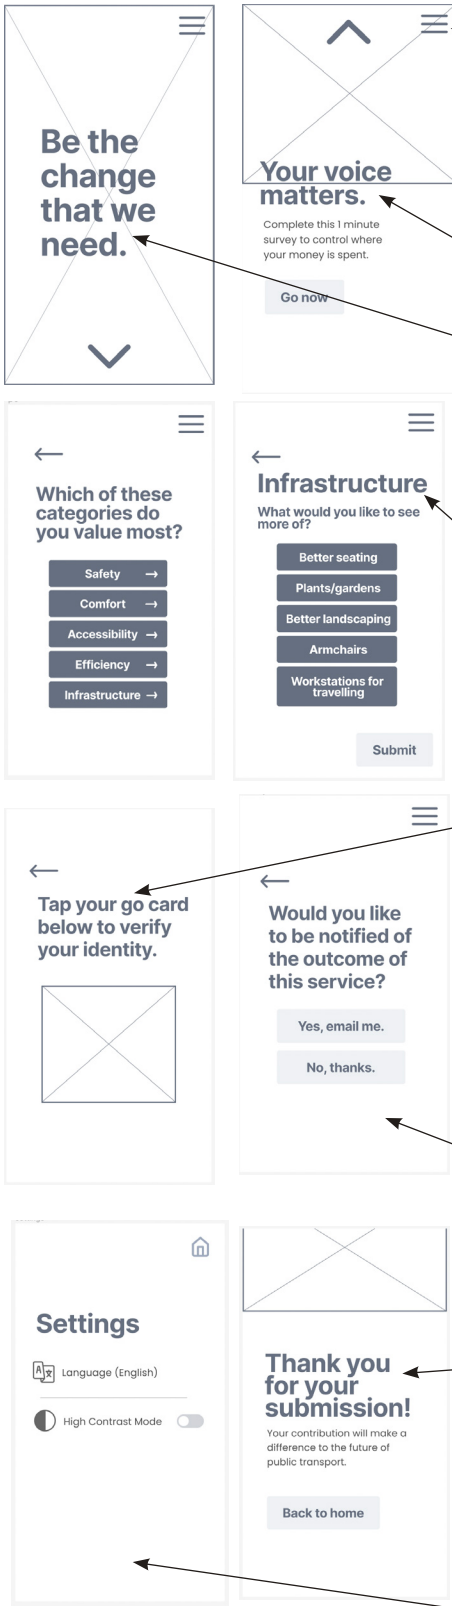 Be the
change
that we
need.
Your voice
matters.
Complete this 1 minute
survey to control where
your money is spent.
Go now
Which of these
categories do
you value most?
Safety →
Comfort →
Accessibility →
Efficiency →
Infrastructure →
Infrastructure
What would you like to see
more of?
Better seating
Plants/gardens
Better landscaping
Armchairs
Workstations for
travelling
Submit
Tap your go card
below to verify
your identity.
Would you like
to be notified of
the outcome of
this service?
Yes, email me.
No, thanks.
Settings
Language (English)
High Contrast Mode
Thank you
for your
submission!
Your contribution will make a
difference to the future of
public transport.
Back to home